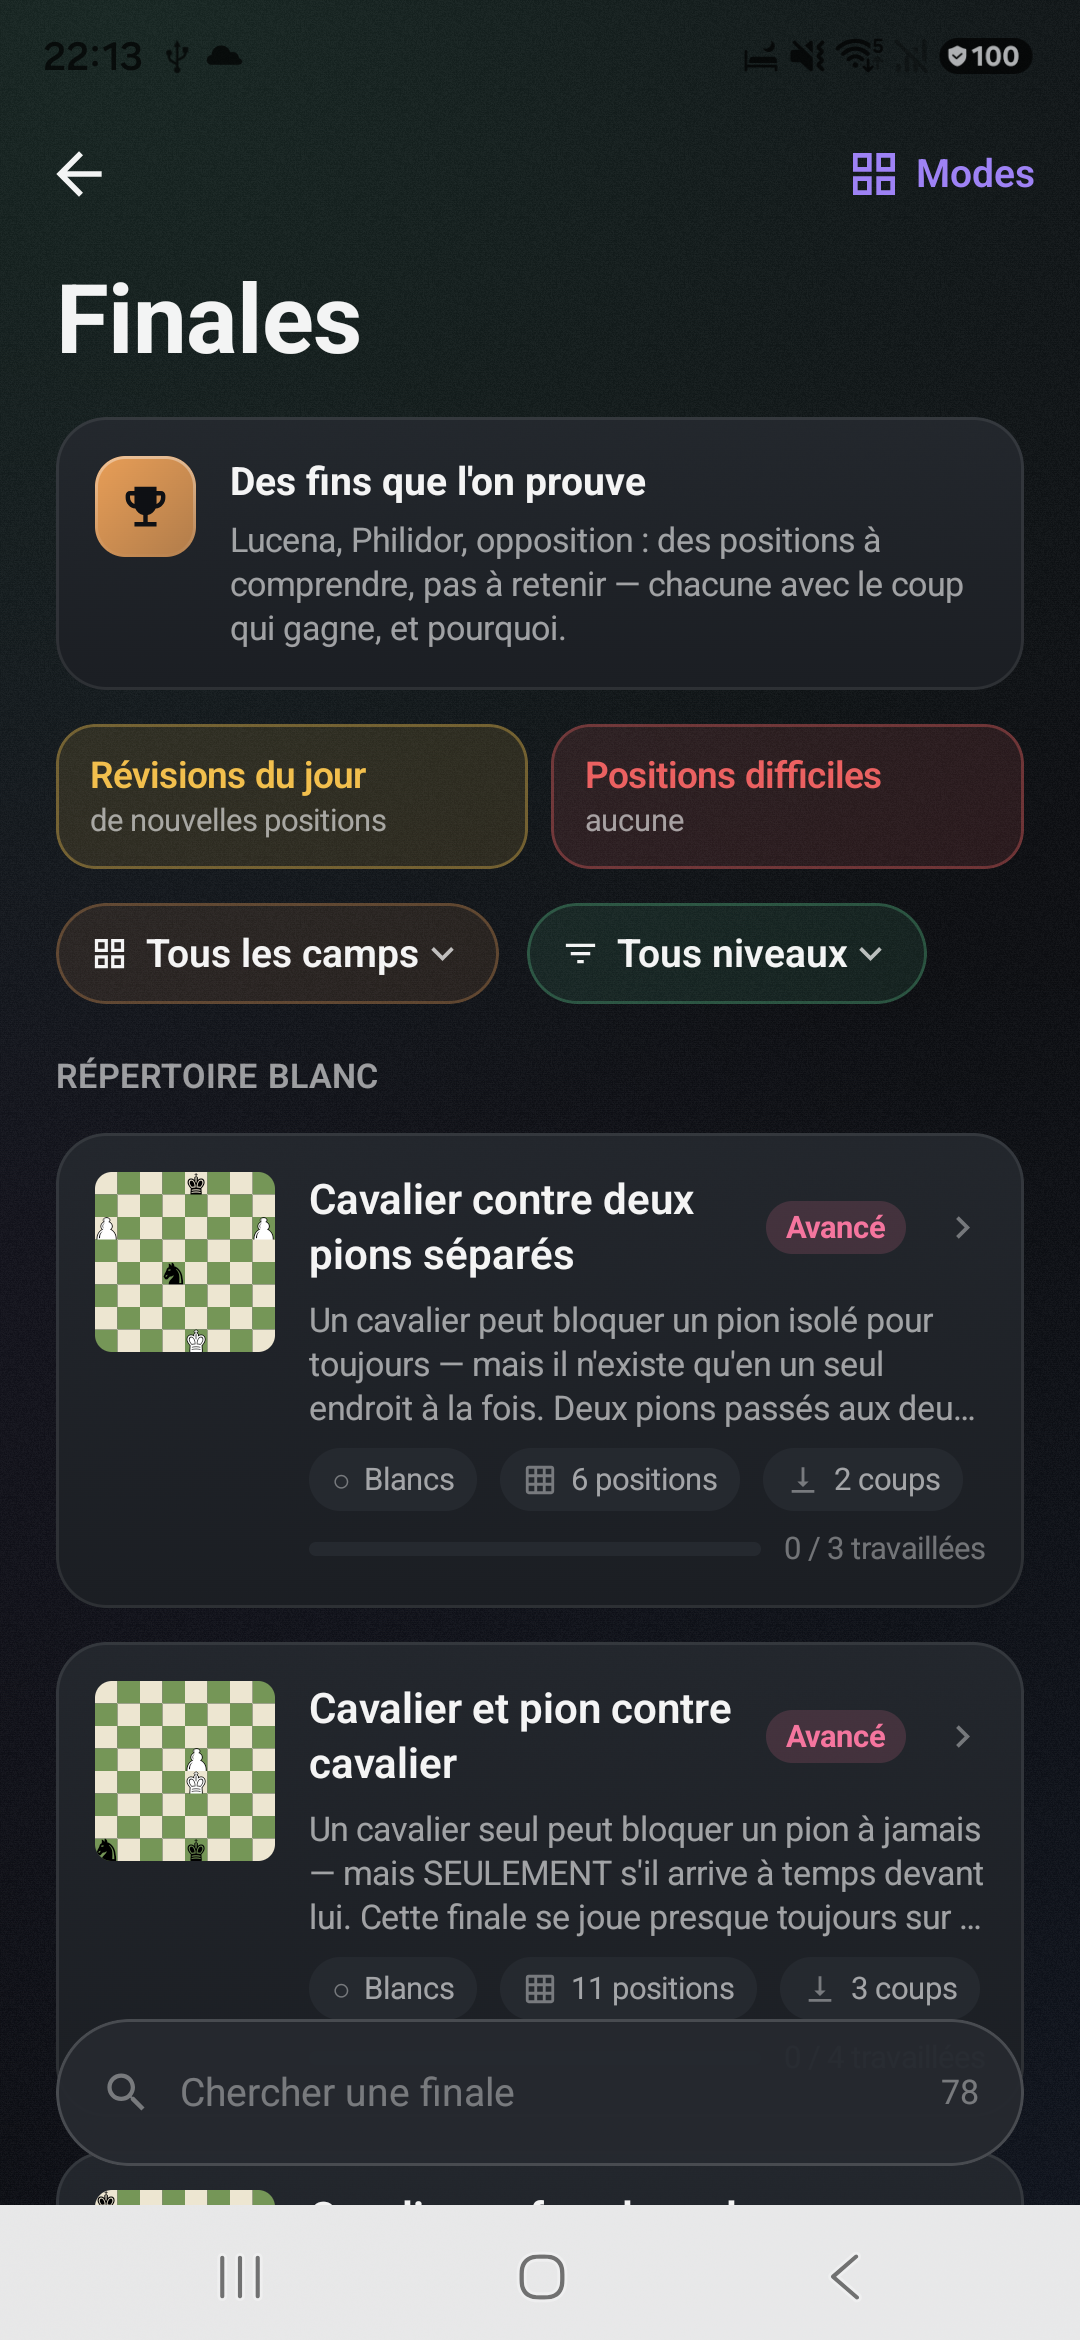 22:13
5
100
Modes
Finales
Des fins que l'on prouve
Lucena, Philidor, opposition : des positions à
comprendre, pas à retenir — chacune avec le coup
qui gagne, et pourquoi.
Révisions du jour
de nouvelles positions
Positions difficiles
aucune
Tous les camps
Tous niveaux
RÉPERTOIRE BLANC
Cavalier contre deux
pions séparés
Avancé
Un cavalier peut bloquer un pion isolé pour
toujours — mais il n'existe qu'en un seul
endroit à la fois. Deux pions passés aux deu…
Blancs
6 positions
2 coups
0 / 3 travaillées
Cavalier et pion contre
cavalier
Avancé
Un cavalier seul peut bloquer un pion à jamais
— mais SEULEMENT s'il arrive à temps devant
lui. Cette finale se joue presque toujours sur …
Blancs
11 positions
3 coups
0 / 4 travaillées
Chercher une finale
78